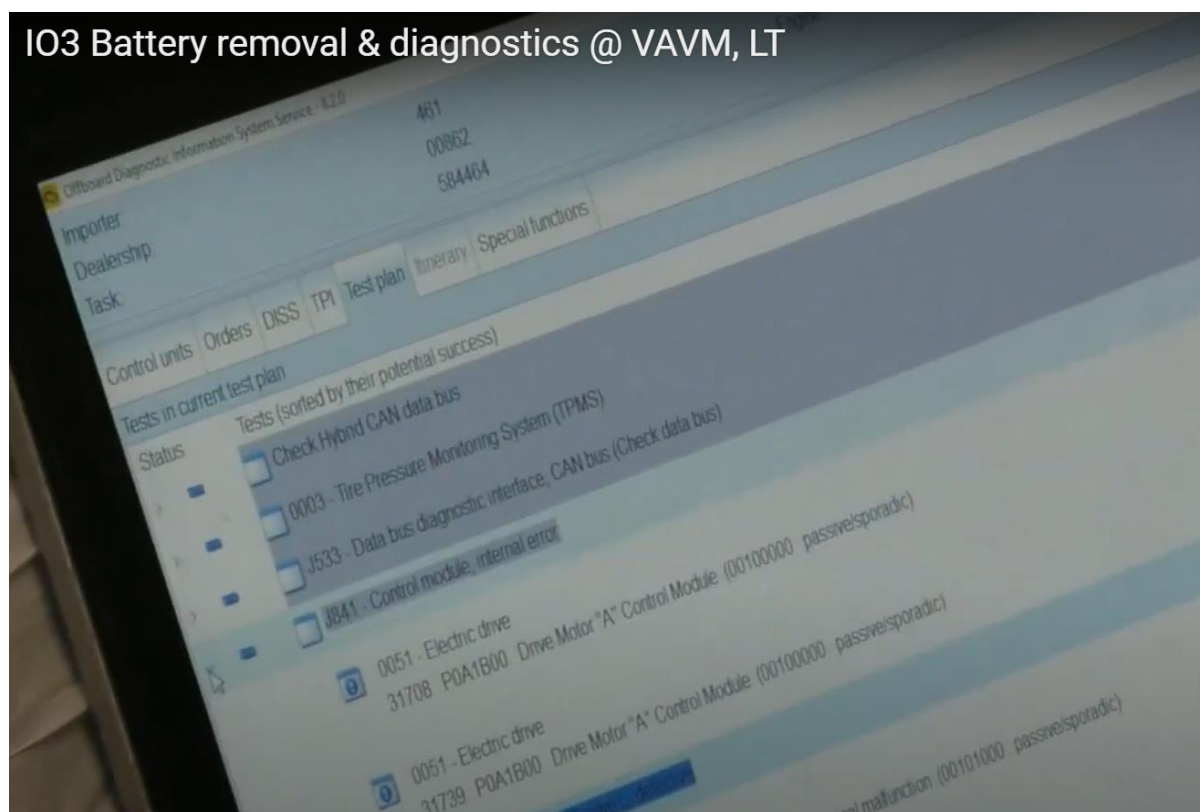 IO3 Battery removal & diagnostics @ VAVM, LT
Engine
Offboard Diagnostic Information System Service - 6.2.0
Importer 461
Dealership 00862
Task 584464
Control units Orders DISS TPI Test plan Itinerary Special functions
Tests in current test plan
Status Tests (sorted by their potential success)
Check Hybrid CAN data bus
0003 - Tire Pressure Monitoring System (TPMS)
J533 - Data bus diagnostic interface, CAN bus (Check data bus)
J841 - Control module, internal error
0051 - Electric drive
31708 P0A1B00 Drive Motor "A" Control Module (00100000 passive/sporadic)
0051 - Electric drive
31739 P0A1B00 Drive Motor "A" Control Module (00100000 passive/sporadic)
malfunction (00101000 passive/sporadic)